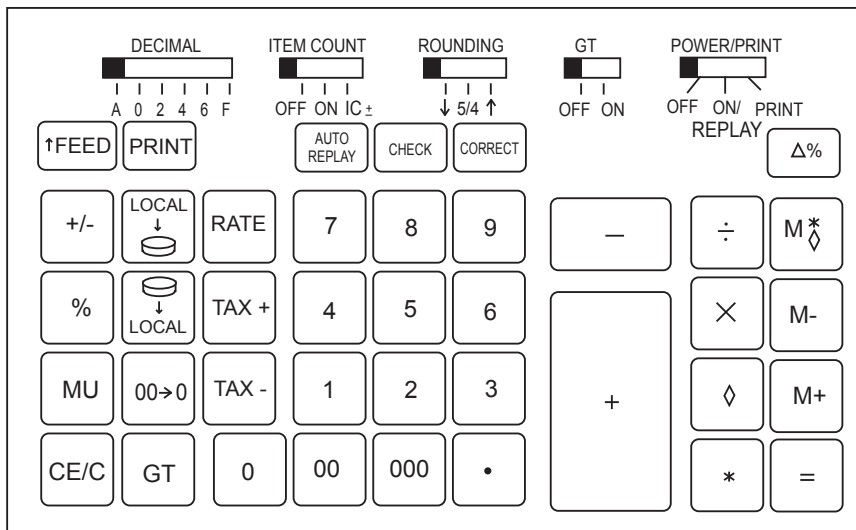 DECIMAL ITEM COUNT ROUNDING GT POWER/PRINT
A 0 2 4 6 F OFF ON IC ± ↓ 5/4 ↑ OFF ON OFF ON/ PRINT
REPLAY
↑FEED PRINT AUTO REPLAY CHECK CORRECT Δ%
+/- LOCAL ↓ RATE 7 8 9 – ÷ M*◊
% ↓ LOCAL TAX + 4 5 6 × M-
MU 00→0 TAX - 1 2 3 + ◊ M+
CE/C GT 0 00 000 • * =